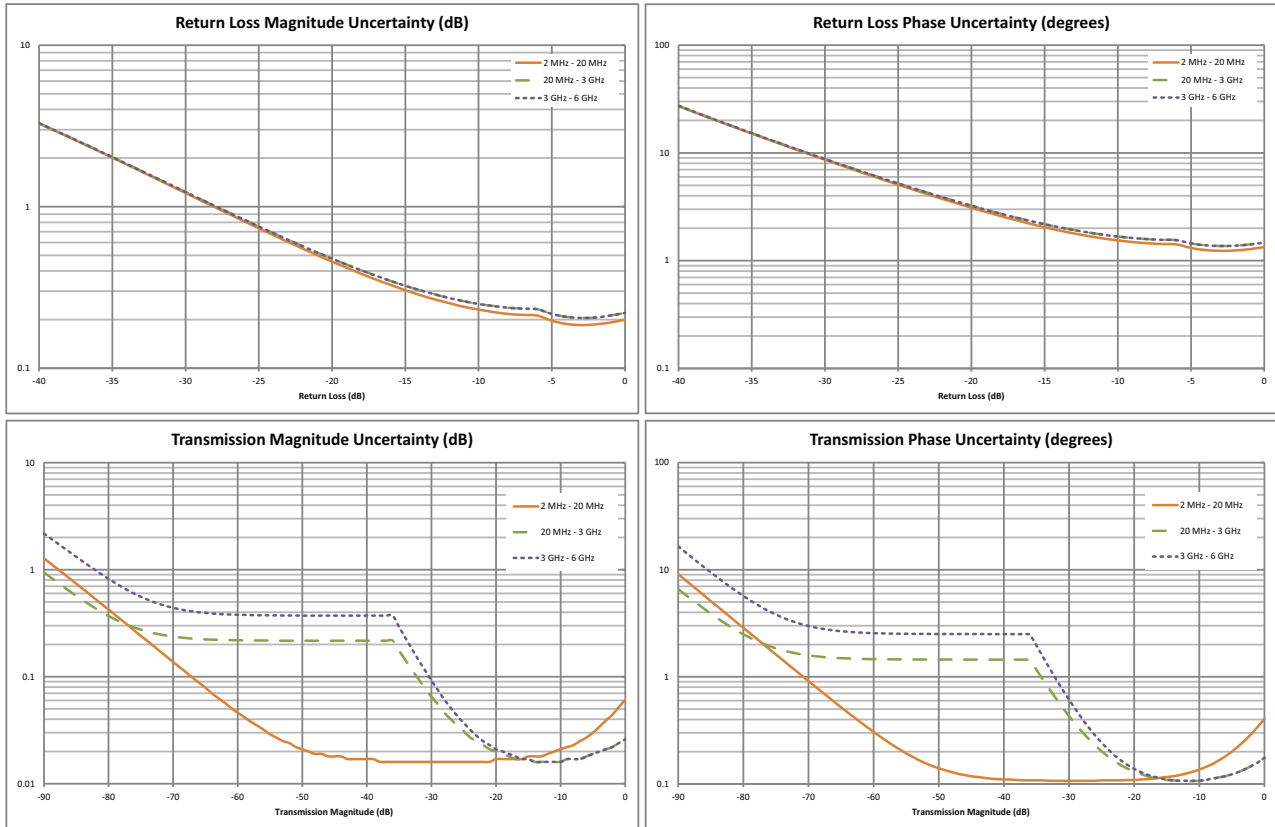 Return Loss Magnitude Uncertainty (dB)
10
1
0.1
2 MHz - 20 MHz
20 MHz - 3 GHz
3 GHz - 6 GHz
-40 -35 -30 -25 -20 -15 -10 -5 0
Return Loss (dB)
Return Loss Phase Uncertainty (degrees)
100
10
1
0.1
2 MHz - 20 MHz
20 MHz - 3 GHz
3 GHz - 6 GHz
-40 -35 -30 -25 -20 -15 -10 -5 0
Return Loss (dB)
Transmission Magnitude Uncertainty (dB)
10
1
0.1
0.01
2 MHz - 20 MHz
20 MHz - 3 GHz
3 GHz - 6 GHz
-90 -80 -70 -60 -50 -40 -30 -20 -10 0
Transmission Magnitude (dB)
Transmission Phase Uncertainty (degrees)
100
10
1
0.1
2 MHz - 20 MHz
20 MHz - 3 GHz
3 GHz - 6 GHz
-90 -80 -70 -60 -50 -40 -30 -20 -10 0
Transmission Magnitude (dB)